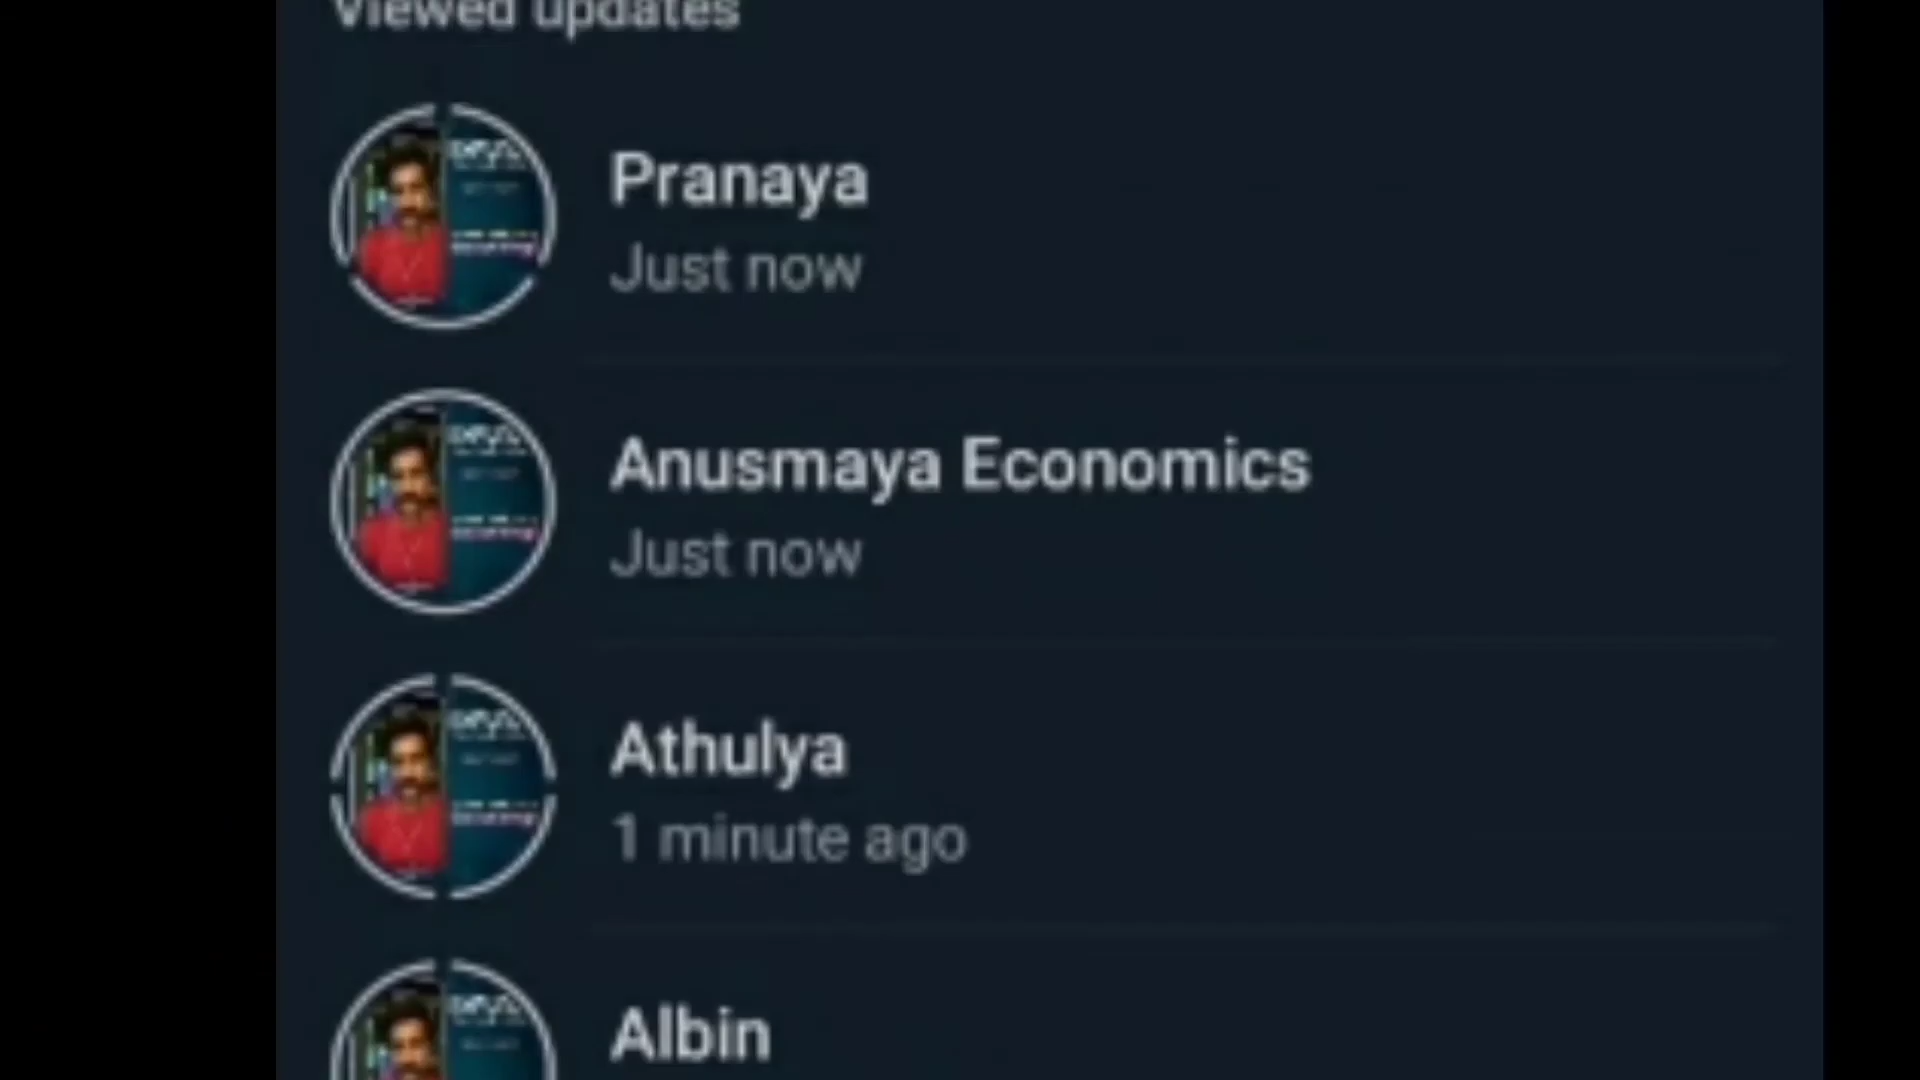 Viewed updates
Pranaya
Just now
Anusmaya Economics
Just now
Athulya
1 minute ago
Albin